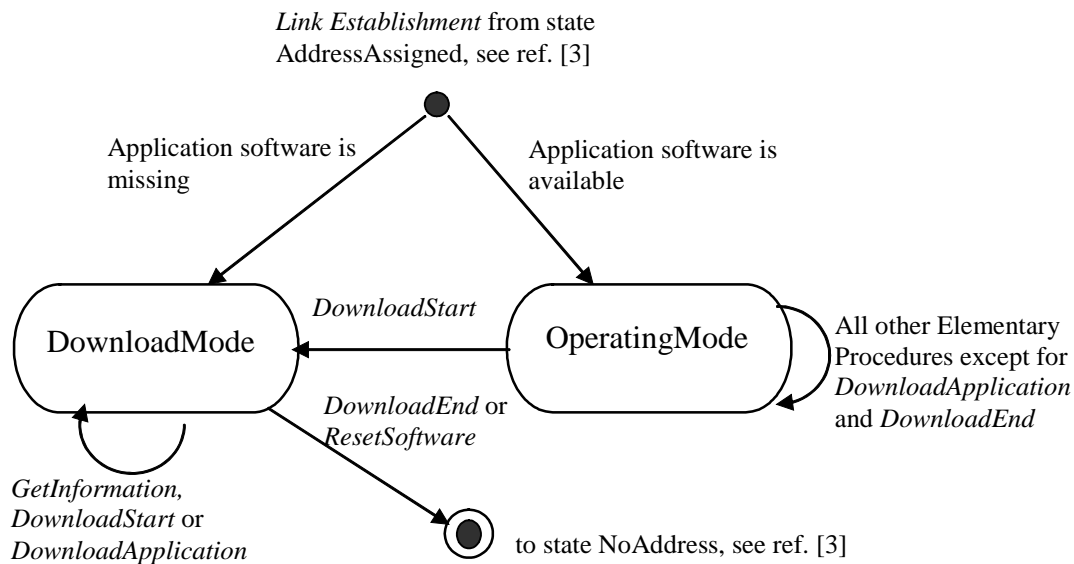 Link Establishment from state
AddressAssigned, see ref. [3]
Application software is
missing
Application software is
available
DownloadMode
DownloadStart
OperatingMode
All other Elementary
Procedures except for
DownloadApplication
and DownloadEnd
DownloadEnd or
ResetSoftware
GetInformation,
DownloadStart or
DownloadApplication
to state NoAddress, see ref. [3]